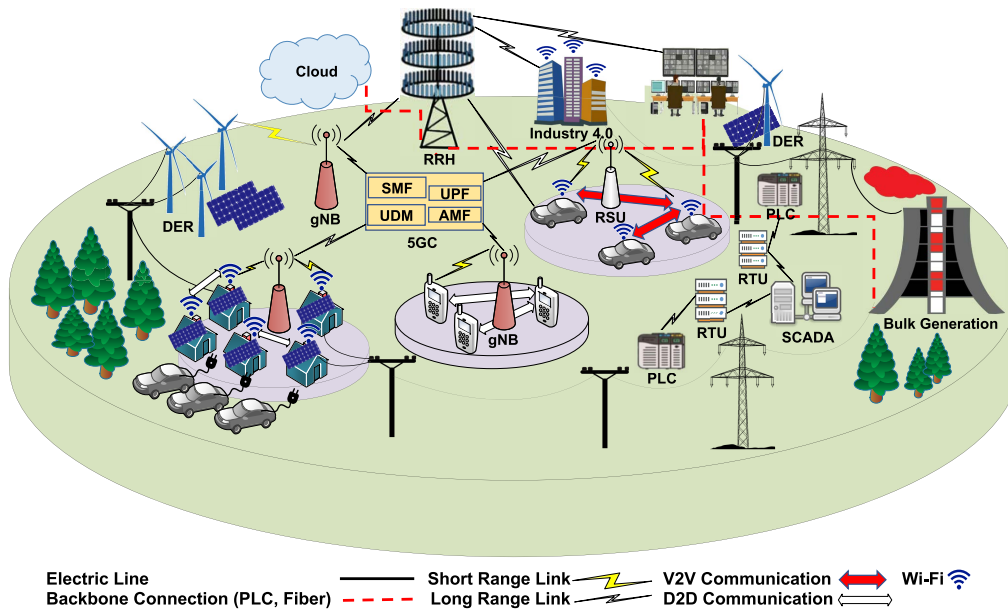 Cloud
Industry 4.0
DER
RRH
SMF
UPF
UDM
AMF
5GC
gNB
DER
RSU
PLC
RTU
RTU
SCADA
Bulk Generation
gNB
PLC
Electric Line
Short Range Link
V2V Communication
Wi-Fi
Backbone Connection (PLC, Fiber)
Long Range Link
D2D Communication